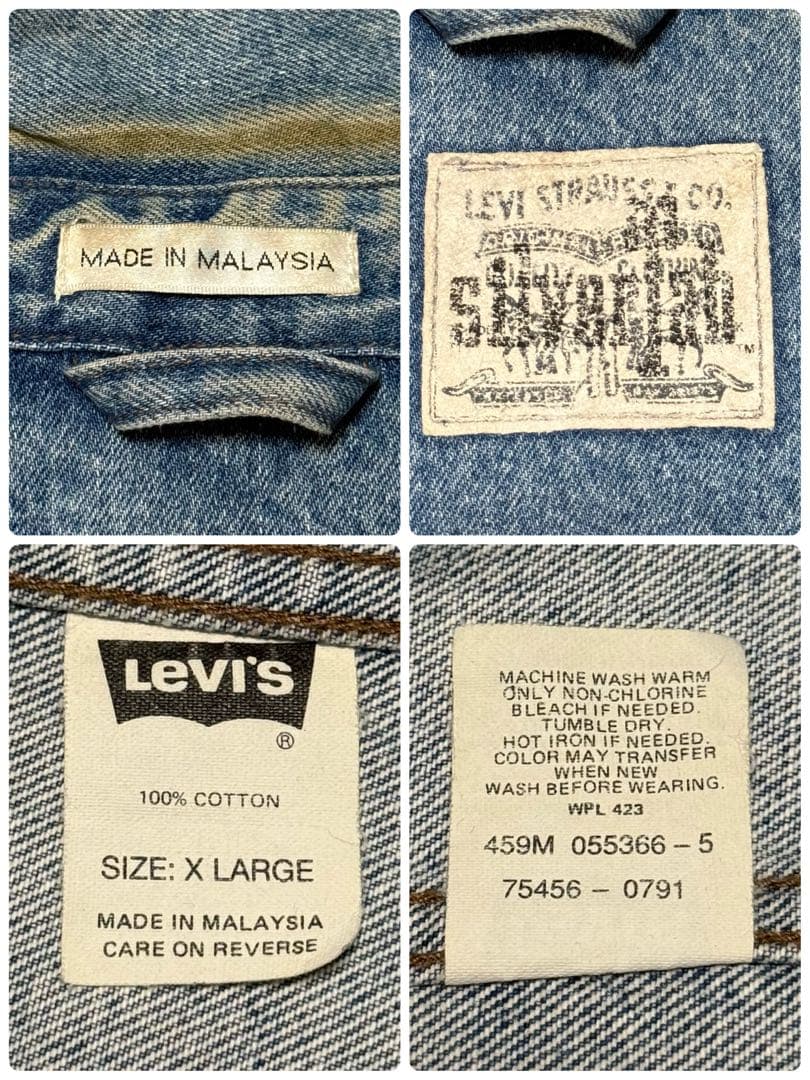 MADE IN MALAYSIA
LEVI STRAUSS & CO.
silvertab
TM
LEVI'S
®
100% COTTON
SIZE: X LARGE
MADE IN MALAYSIA
CARE ON REVERSE
MACHINE WASH WARM
ONLY NON-CHLORINE
BLEACH IF NEEDED.
TUMBLE DRY.
HOT IRON IF NEEDED.
COLOR MAY TRANSFER
WHEN NEW
WASH BEFORE WEARING.
WPL 423
459M 055366 – 5
75456 – 0791